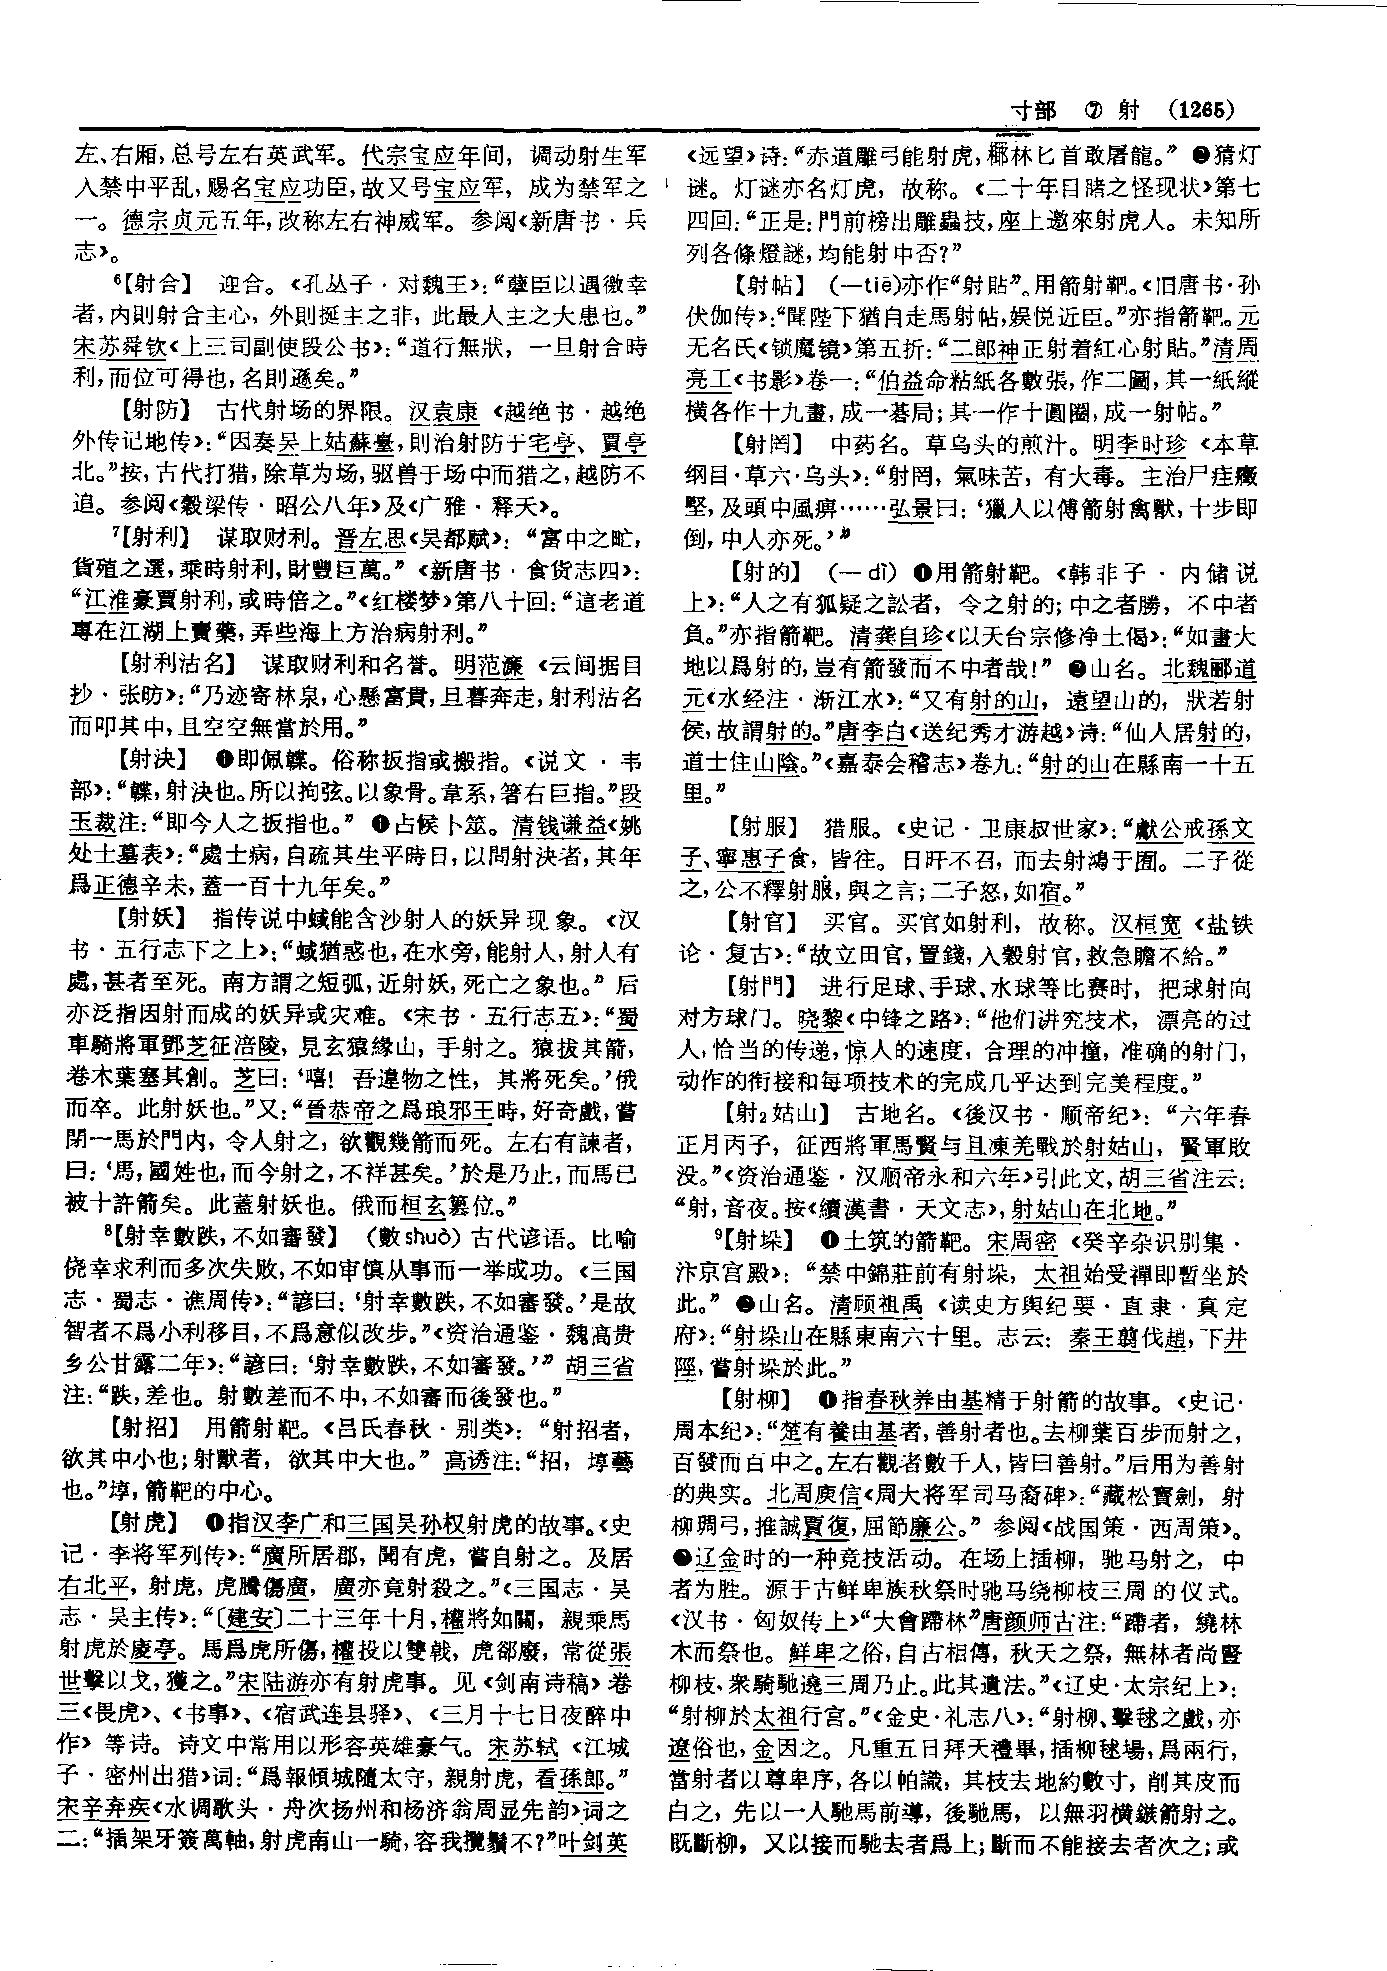 寸部 ⑦ 射 (1265)
左、右厢,总号左右英武军。代宗宝应年间,调动射生军
入禁中平乱,赐名宝应功臣,故又号宝应军,成为禁军之
一。德宗贞元五年,改称左右神威军。参阅《新唐书·兵
志》。
⁶【射合】 迎合。《孔丛子·对魏王》:“孽臣以遇徼幸
者,内則射合主心,外則挺主之非,此最人主之大患也。”
宋苏舜钦《上三司副使段公书》:“道行無狀,一旦射合時
利,而位可得也,名則遜矣。”
【射防】 古代射场的界限。汉袁康《越绝书·越绝
外传记地传》:“因奏吴上姑蘇臺,則治射防于宅亭、賈亭
北。”按,古代打猎,除草为场,驱兽于场中而猎之,越防不
追。参阅《穀梁传·昭公八年》及《广雅·释天》。
⁷【射利】 谋取财利。晋左思《吴都赋》:“富中之甿,
貨殖之選,乘時射利,財豐巨萬。”《新唐书·食货志四》:
“江淮豪賈射利,或時倍之。”《红楼梦》第八十回:“這老道
專在江湖上賣藥,弄些海上方治病射利。”
【射利沽名】 谋取财利和名誉。明范濂《云间据目
抄·张昉》:“乃迹寄林泉,心懸富貴,且暮奔走,射利沽名
而叩其中,且空空無當於用。”
【射決】 ❶即佩韘。俗称扳指或搬指。《说文·韦
部》:“韘,射決也。所以拘弦。以象骨。韋系,箸右巨指。”段
玉裁注:“即今人之扳指也。” ❶占候卜筮。清钱谦益《姚
处士墓表》:“處士病,自疏其生平時日,以問射決者,其年
爲正德辛未,蓋一百十九年矣。”
【射妖】 指传说中蜮能含沙射人的妖异现象。《汉
书·五行志下之上》:“蜮猶惑也,在水旁,能射人,射人有
處,甚者至死。南方謂之短弧,近射妖,死亡之象也。”后
亦泛指因射而成的妖异或灾难。《宋书·五行志五》:“蜀
車騎將軍鄧芝征涪陵,見玄猿緣山,手射之。猿拔其箭,
卷木葉塞其創。芝曰:‘嘻!吾違物之性,其將死矣。’俄
而卒。此射妖也。”又:“晉恭帝之爲琅邪王時,好奇戲,嘗
閉一馬於門内,令人射之,欲觀幾箭而死。左右有諫者,
曰:‘馬,國姓也,而今射之,不祥甚矣。’於是乃止,而馬已
被十許箭矣。此蓋射妖也。俄而桓玄篡位。”
⁸【射幸數跌,不如審發】 (數shuò)古代谚语。比喻
侥幸求利而多次失败,不如审慎从事而一举成功。《三国
志·蜀志·谯周传》:“諺曰:‘射幸數跌,不如審發。’是故
智者不爲小利移目,不爲意似改步。”《资治通鉴·魏高贵
乡公甘露二年》:“諺曰:‘射幸數跌,不如審發。’” 胡三省
注:“跌,差也。射數差而不中,不如審而後發也。”
【射招】 用箭射靶。《吕氏春秋·别类》:“射招者,
欲其中小也;射獸者,欲其中大也。”高诱注:“招,埻藝
也。”埻,箭靶的中心。
【射虎】 ❶指汉李广和三国吴孙权射虎的故事。《史
记·李将军列传》:“廣所居郡,聞有虎,嘗自射之。及居
右北平,射虎,虎騰傷廣,廣亦竟射殺之。”《三国志·吴
志·吴主传》:“〔建安〕二十三年十月,權將如關,親乘馬
射虎於庱亭。馬爲虎所傷,權投以雙戟,虎郤廢,常從張
世擊以戈,獲之。”宋陆游亦有射虎事。见《剑南诗稿》卷
三《畏虎》、《书事》、《宿武连县驿》、《三月十七日夜醉中
作》等诗。诗文中常用以形容英雄豪气。宋苏轼《江城
子·密州出猎》词:“爲報傾城隨太守,親射虎,看孫郎。”
宋辛弃疾《水调歌头·舟次扬州和杨济翁周显先韵》词之
二:“插架牙簽萬軸,射虎南山一騎,容我攬鬚不?”叶剑英
《远望》诗:“赤道雕弓能射虎,椰林匕首敢屠龍。” ❷猜灯
谜。灯谜亦名灯虎,故称。《二十年目睹之怪现状》第七
四回:“正是:門前榜出雕蟲技,座上邀來射虎人。未知所
列各條燈謎,均能射中否?”
【射帖】 (—tiē)亦作“射貼”。用箭射靶。《旧唐书·孙
伏伽传》:“聞陛下猶自走馬射帖,娱悦近臣。”亦指箭靶。元
无名氏《锁魔镜》第五折:“二郎神正射着紅心射貼。”清周
亮工《书影》卷一:“伯益命粘紙各數張,作二圖,其一紙縱
横各作十九畫,成一碁局;其一作十圓圈,成一射帖。”
【射罔】 中药名。草乌头的煎汁。明李时珍《本草
纲目·草六·乌头》:“射罔,氣味苦,有大毒。主治尸疰癥
堅,及頭中風痹……弘景曰:‘獵人以傅箭射禽獸,十步即
倒,中人亦死。’”
【射的】 (—dì) ❶用箭射靶。《韩非子·内储说
上》:“人之有狐疑之訟者,令之射的;中之者勝,不中者
負。”亦指箭靶。清龚自珍《以天台宗修净土偈》:“如畫大
地以爲射的,豈有箭發而不中者哉!” ❷山名。北魏郦道
元《水经注·渐江水》:“又有射的山,遠望山的,狀若射
侯,故謂射的。”唐李白《送纪秀才游越》诗:“仙人居射的,
道士住山陰。”《嘉泰会稽志》卷九:“射的山在縣南一十五
里。”
【射服】 猎服。《史记·卫康叔世家》:“獻公戒孫文
子、寧惠子食,皆往。日旰不召,而去射鴻于囿。二子從
之,公不釋射服,與之言;二子怒,如宿。”
【射官】 买官。买官如射利,故称。汉桓宽《盐铁
论·复古》:“故立田官,置錢,入穀射官,救急贍不給。”
【射門】 进行足球、手球、水球等比赛时,把球射向
对方球门。晓黎《中锋之路》:“他们讲究技术,漂亮的过
人,恰当的传递,惊人的速度,合理的冲撞,准确的射门,
动作的衔接和每项技术的完成几乎达到完美程度。”
【射₂姑山】 古地名。《後汉书·顺帝纪》:“六年春
正月丙子,征西將軍馬賢与且凍羌戰於射姑山,賢軍敗
没。”《资治通鉴·汉顺帝永和六年》引此文,胡三省注云:
“射,音夜。按《續漢書·天文志》,射姑山在北地。”
⁹【射垛】 ❶土筑的箭靶。宋周密《癸辛杂识别集·
汴京宫殿》:“禁中錦莊前有射垛,太祖始受禪即暫坐於
此。” ❷山名。清顾祖禹《读史方舆纪要·直隶·真定
府》:“射垛山在縣東南六十里。志云:秦王翦伐趙,下井
陘,嘗射垛於此。”
【射柳】 ❶指春秋养由基精于射箭的故事。《史记·
周本纪》:“楚有養由基者,善射者也。去柳葉百步而射之,
百發而百中之。左右觀者數千人,皆曰善射。”后用为善射
的典实。北周庾信《周大将军司马裔碑》:“藏松寶劍,射
柳琱弓,推誠賈復,屈節廉公。”参阅《战国策·西周策》。
❷辽金时的一种竞技活动。在场上插柳,驰马射之,中
者为胜。源于古鲜卑族秋祭时驰马绕柳枝三周的仪式。
《汉书·匈奴传上》“大會蹛林”唐颜师古注:“蹛者,繞林
木而祭也。鮮卑之俗,自古相傳,秋天之祭,無林者尚豎
柳枝,衆騎馳遶三周乃止。此其遺法。”《辽史·太宗纪上》:
“射柳於太祖行宫。”《金史·礼志八》:“射柳、擊毬之戲,亦
遼俗也,金因之。凡重五日拜天禮畢,插柳毬場,爲兩行,
當射者以尊卑序,各以帕識,其枝去地約數寸,削其皮而
白之,先以一人馳馬前導,後馳馬,以無羽横鏃箭射之。
既斷柳,又以接而馳去者爲上;斷而不能接去者次之;或